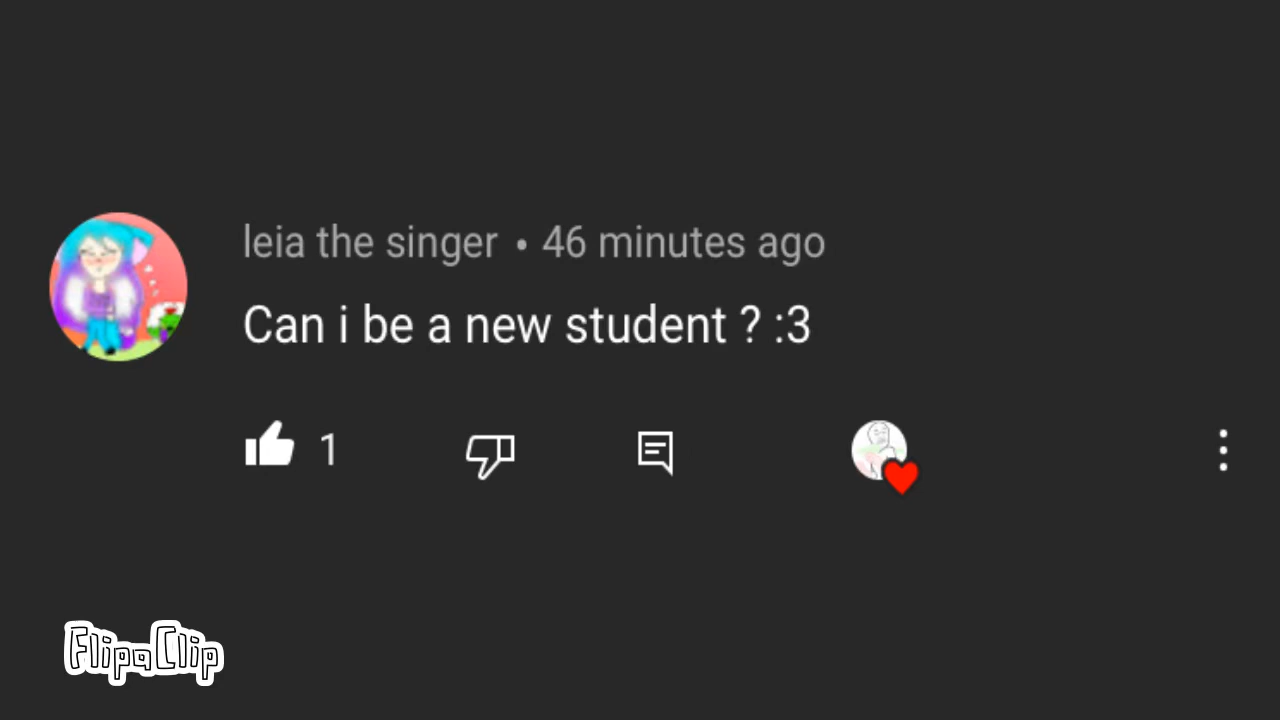 leia the singer • 46 minutes ago
Can i be a new student ? :3
1
FlipaClip